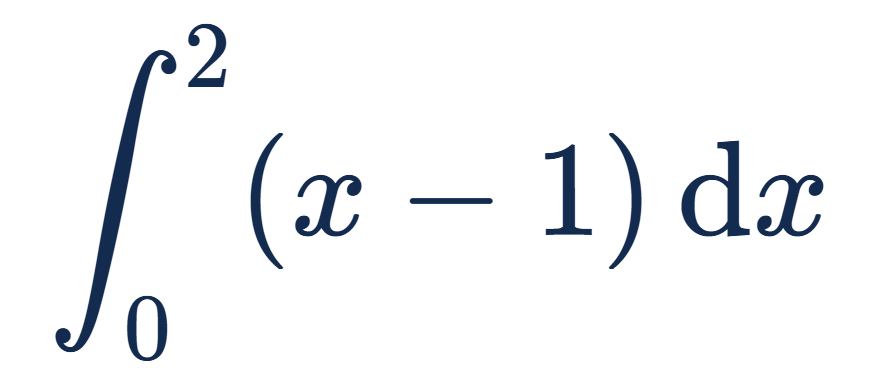 ∫₀² (x − 1) dx